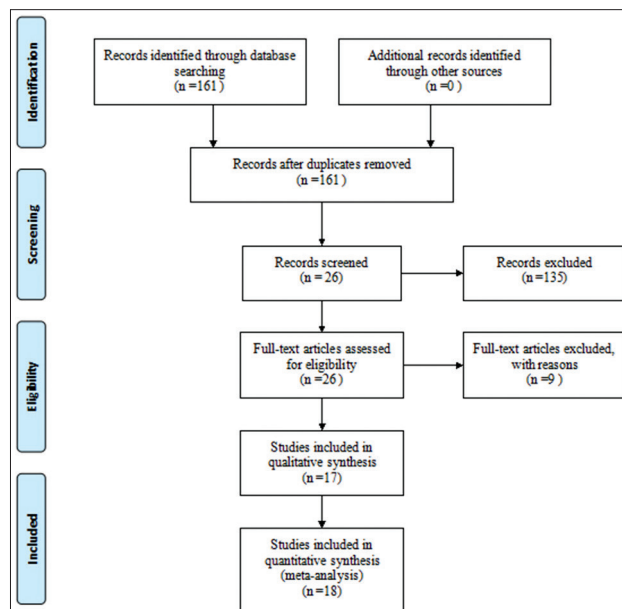 Identification
Records identified through database
searching
(n =161)
Additional records identified
through other sources
(n =0 )
Records after duplicates removed
(n =161 )
Screening
Records screened
(n = 26)
Records excluded
(n =135)
Eligibility
Full-text articles assessed
for eligibility
(n =26 )
Full-text articles excluded,
with reasons
(n =9 )
Studies included in
qualitative synthesis
(n =17)
Included
Studies included in
quantitative synthesis
(meta-analysis)
(n =18)